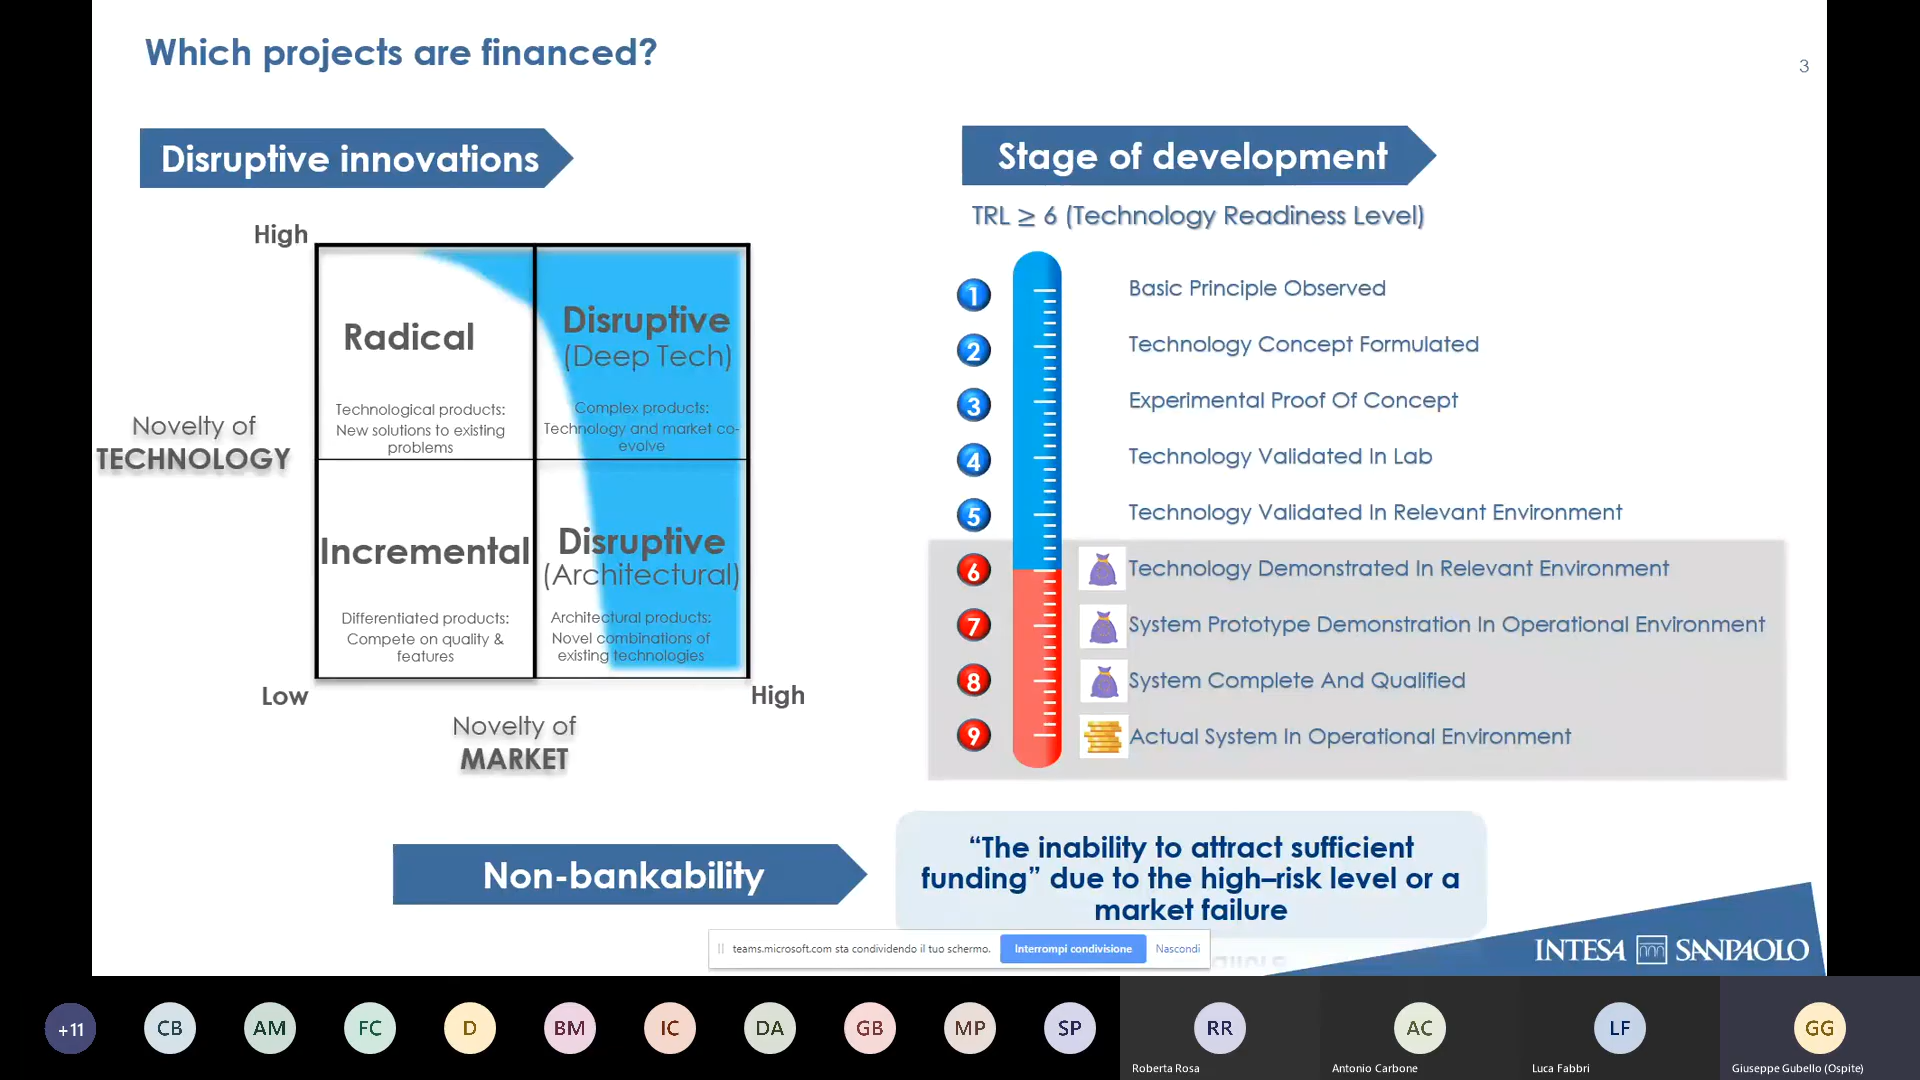 Which projects are financed?
3
Disruptive innovations
High
Radical
Technological products:
New solutions to existing
problems
Disruptive
(Deep Tech)
Complex products:
Technology and market co-
evolve
Novelty of
TECHNOLOGY
Incremental
Differentiated products:
Compete on quality &
features
Disruptive
(Architectural)
Architectural products:
Novel combinations of
existing technologies
Low
High
Novelty of
MARKET
Stage of development
TRL ≥ 6 (Technology Readiness Level)
1 Basic Principle Observed
2 Technology Concept Formulated
3 Experimental Proof Of Concept
4 Technology Validated In Lab
5 Technology Validated In Relevant Environment
6 Technology Demonstrated In Relevant Environment
7 System Prototype Demonstration In Operational Environment
8 System Complete And Qualified
9 Actual System In Operational Environment
Non-bankability
“The inability to attract sufficient
funding” due to the high–risk level or a
market failure
teams.microsoft.com sta condividendo il tuo schermo. Interrompi condivisione Nascondi
INTESA SANPAOLO
+11 CB AM FC D BM IC DA GB MP SP RR AC LF GG
Roberta Rosa Antonio Carbone Luca Fabbri Giuseppe Gubello (Ospite)